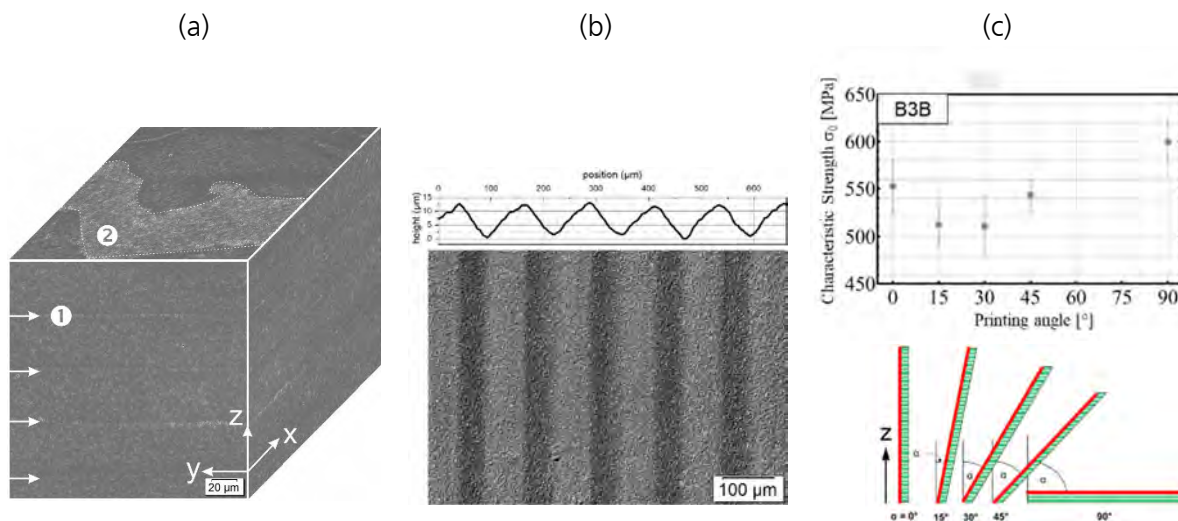 (a)
(b)
(c)
❷
❶
z
x
y
20 µm
position (µm)
0 100 200 300 400 500 600
height (µm)
15
10
5
0
100 µm
B3B
Characteristic Strength σ₀ [MPa]
650
600
550
500
450
0 15 30 45 60 75 90
Printing angle [°]
Z
α
α
α
α
α = 0° 15° 30° 45° 90°